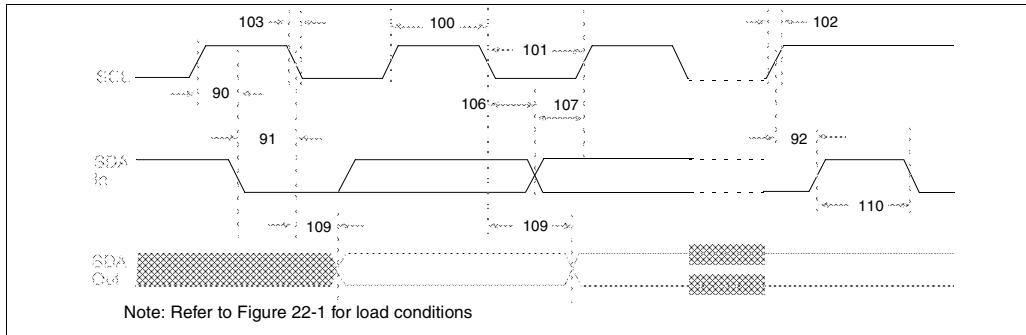 103
100
101
102
SCL
90
106
107
91
92
SDA
In
110
109
109
SDA
Out
Note: Refer to Figure 22-1 for load conditions